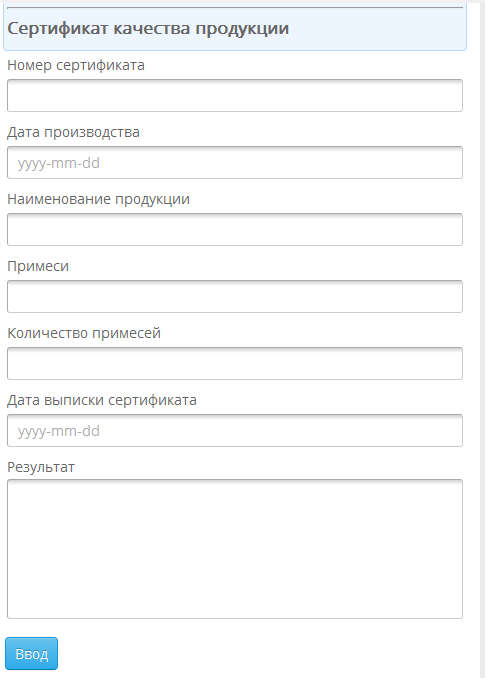 Сертификат качества продукции
Номер сертификата
Дата производства
yyyy-mm-dd
Наименование продукции
Примеси
Количество примесей
Дата выписки сертификата
yyyy-mm-dd
Результат
Ввод